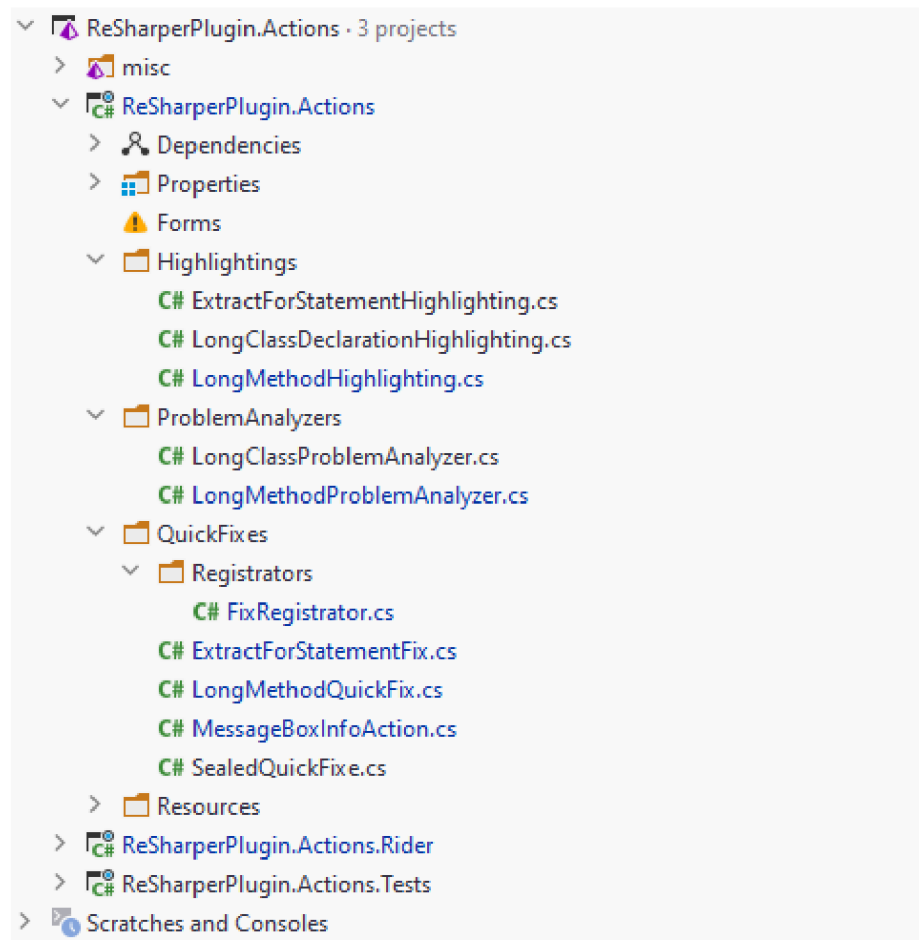 ReSharperPlugin.Actions · 3 projects
misc
C# ReSharperPlugin.Actions
Dependencies
Properties
Forms
Highlightings
C# ExtractForStatementHighlighting.cs
C# LongClassDeclarationHighlighting.cs
C# LongMethodHighlighting.cs
ProblemAnalyzers
C# LongClassProblemAnalyzer.cs
C# LongMethodProblemAnalyzer.cs
QuickFixes
Registrators
C# FixRegistrator.cs
C# ExtractForStatementFix.cs
C# LongMethodQuickFix.cs
C# MessageBoxInfoAction.cs
C# SealedQuickFixe.cs
Resources
C# ReSharperPlugin.Actions.Rider
C# ReSharperPlugin.Actions.Tests
Scratches and Consoles